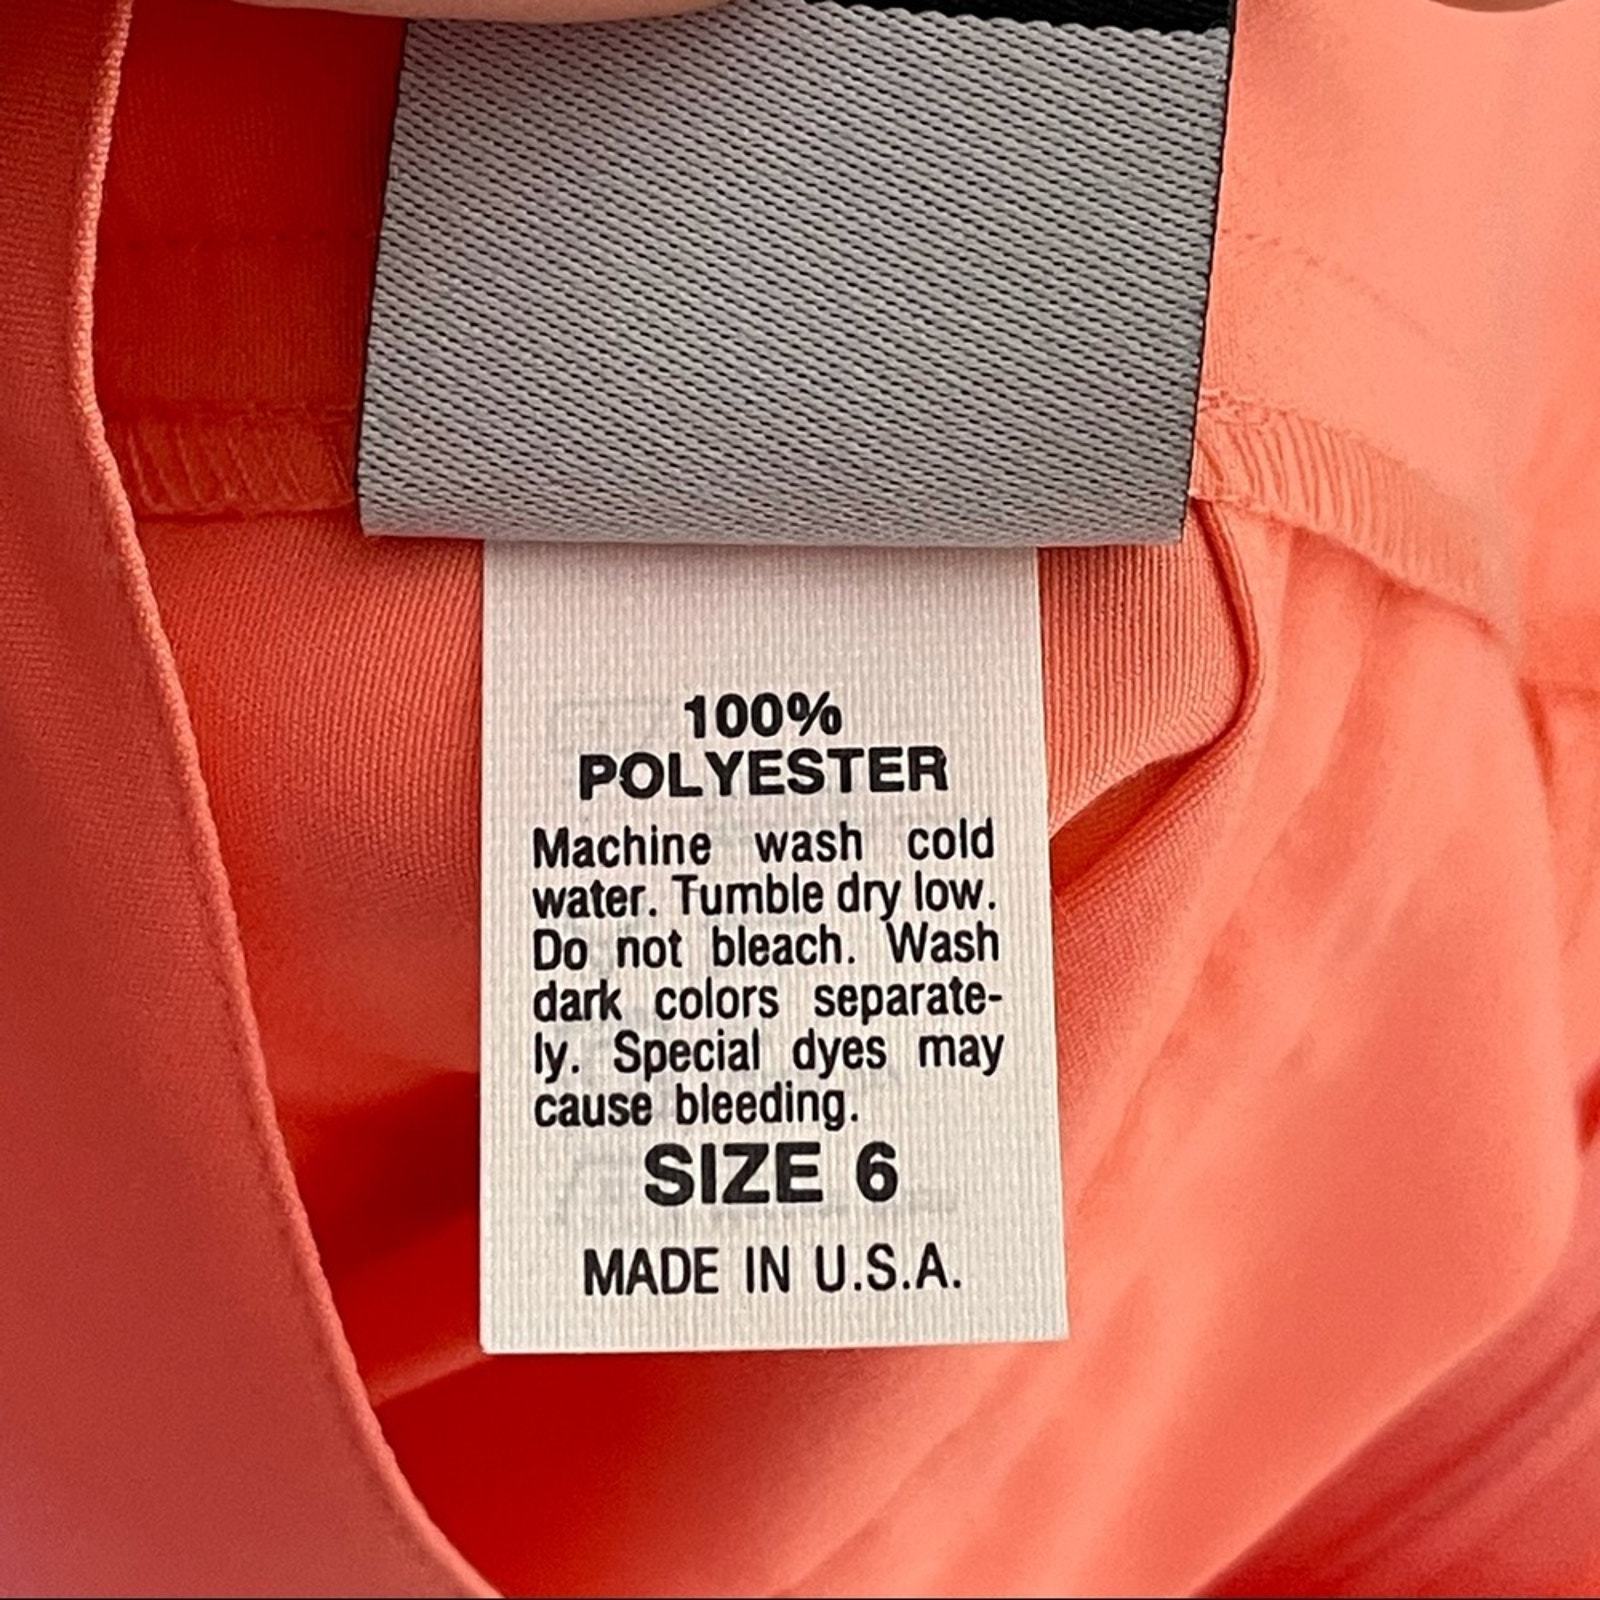 100%
POLYESTER
Machine wash cold
water. Tumble dry low.
Do not bleach. Wash
dark colors separate-
ly. Special dyes may
cause bleeding.
SIZE 6
MADE IN U.S.A.